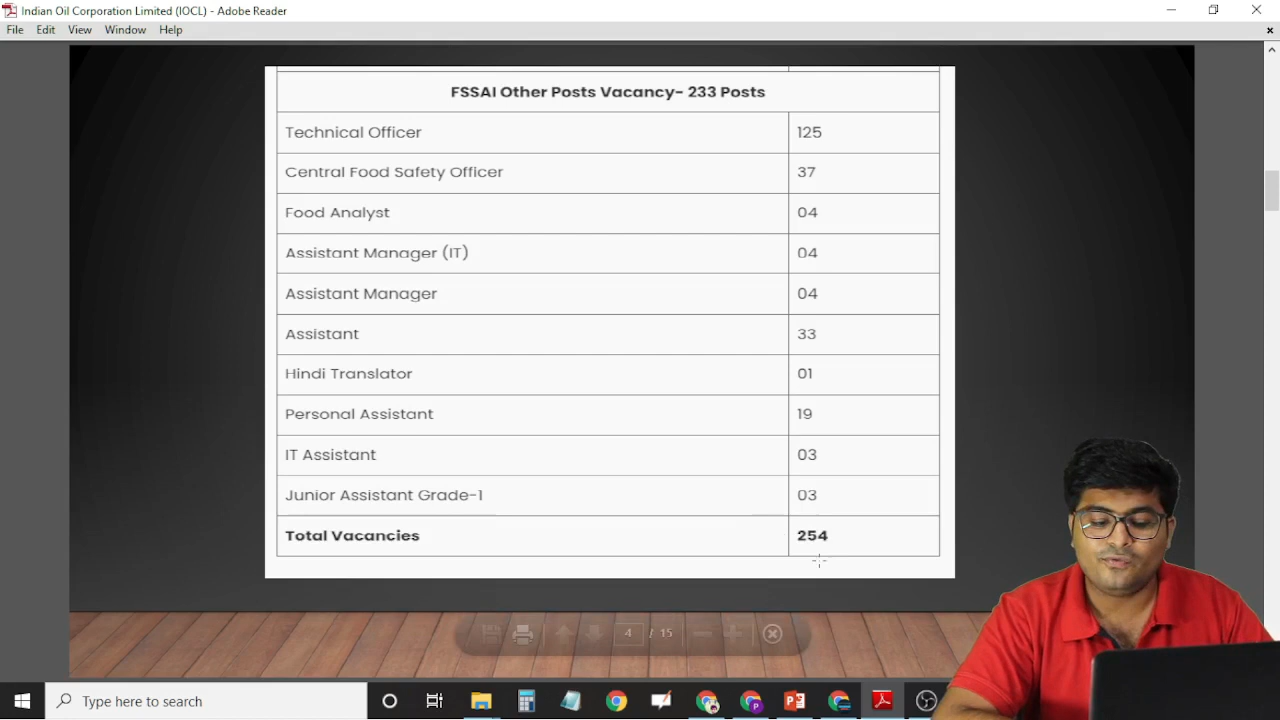 Indian Oil Corporation Limited (IOCL) - Adobe Reader
File Edit View Window Help
FSSAI Other Posts Vacancy- 233 Posts
Technical Officer 125
Central Food Safety Officer 37
Food Analyst 04
Assistant Manager (IT) 04
Assistant Manager 04
Assistant 33
Hindi Translator 01
Personal Assistant 19
IT Assistant 03
Junior Assistant Grade-1 03
Total Vacancies 254
4 / 15
Type here to search